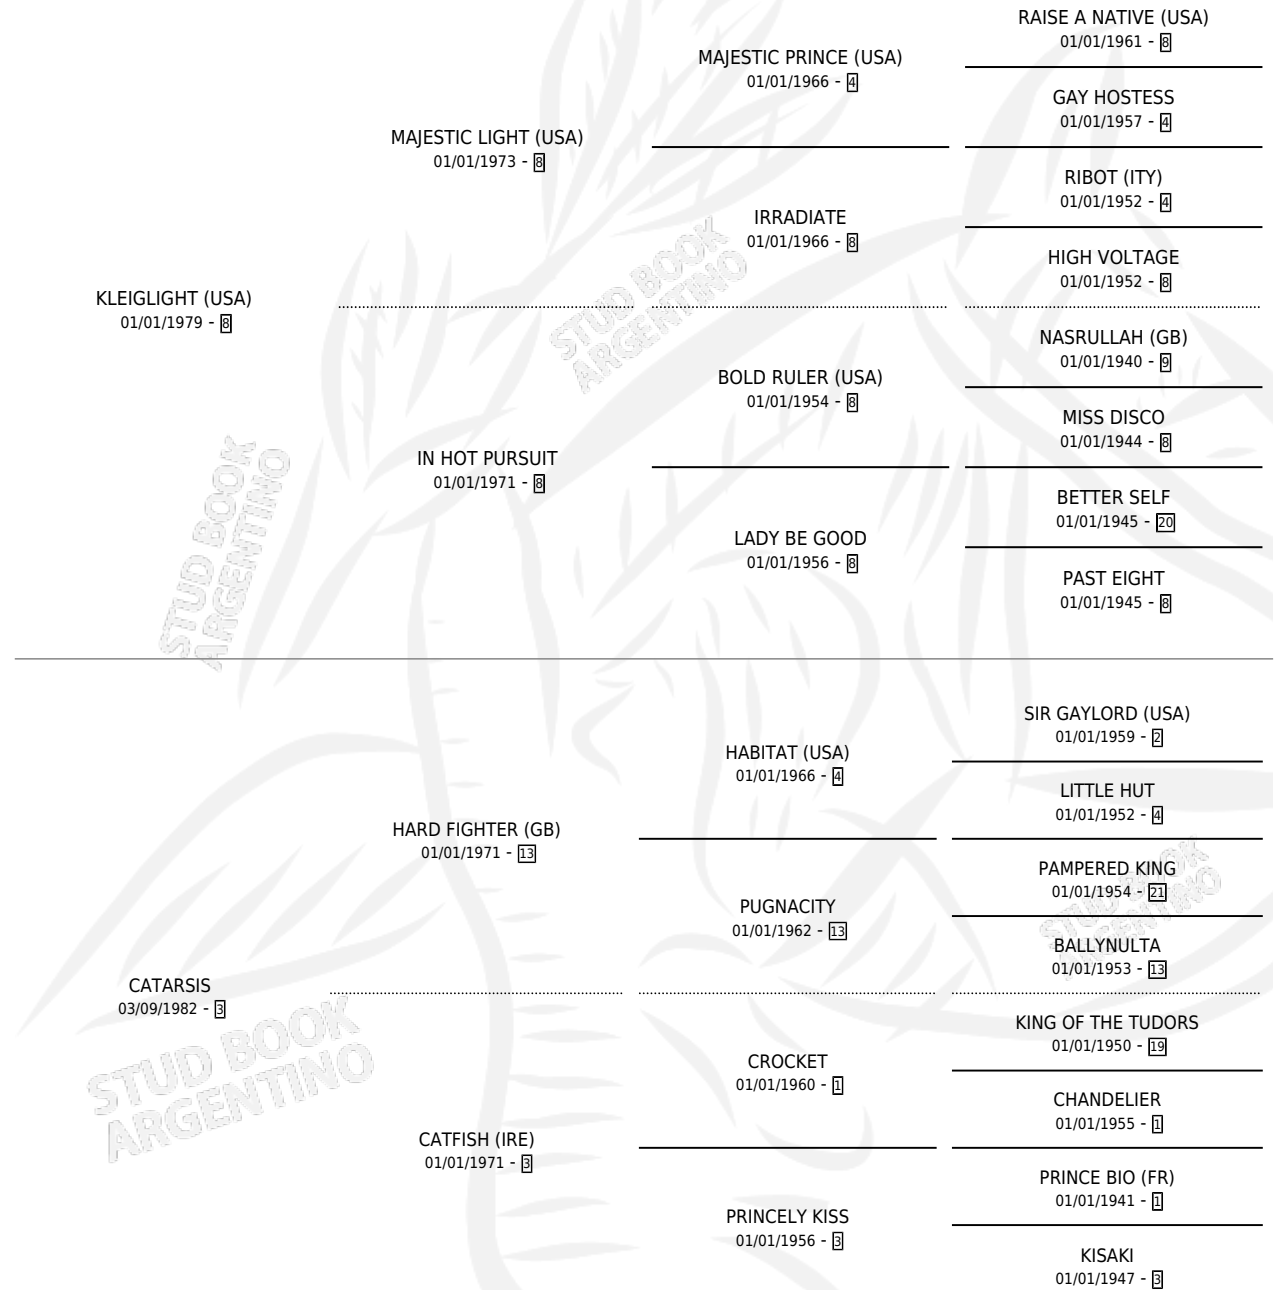 RAISE A NATIVE (USA)
01/01/1961 - 8
MAJESTIC PRINCE (USA)
01/01/1966 - 4
GAY HOSTESS
01/01/1957 - 4
MAJESTIC LIGHT (USA)
01/01/1973 - 8
RIBOT (ITY)
01/01/1952 - 4
IRRADIATE
01/01/1966 - 8
HIGH VOLTAGE
01/01/1952 - 8
KLEIGLIGHT (USA)
01/01/1979 - 8
NASRULLAH (GB)
01/01/1940 - 9
BOLD RULER (USA)
01/01/1954 - 8
MISS DISCO
01/01/1944 - 8
IN HOT PURSUIT
01/01/1971 - 8
BETTER SELF
01/01/1945 - 20
LADY BE GOOD
01/01/1956 - 8
PAST EIGHT
01/01/1945 - 8
STUD BOOK
ARGENTINO
STUD BOOK
ARGENTINO
SIR GAYLORD (USA)
01/01/1959 - 2
HABITAT (USA)
01/01/1966 - 4
LITTLE HUT
01/01/1952 - 4
HARD FIGHTER (GB)
01/01/1971 - 13
PAMPERED KING
01/01/1954 - 21
PUGNACITY
01/01/1962 - 13
BALLYNULTA
01/01/1953 - 13
STUD BOOK
ARGENTINO
CATARSIS
03/09/1982 - 3
KING OF THE TUDORS
01/01/1950 - 19
CROCKET
01/01/1960 - 1
CHANDELIER
01/01/1955 - 1
STUD BOOK
ARGENTINO
CATFISH (IRE)
01/01/1971 - 3
PRINCE BIO (FR)
01/01/1941 - 1
PRINCELY KISS
01/01/1956 - 3
KISAKI
01/01/1947 - 3